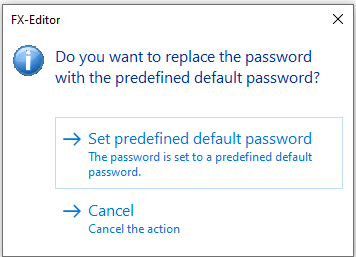 FX-Editor
Do you want to replace the password
with the predefined default password?
Set predefined default password
The password is set to a predefined default
password.
Cancel
Cancel the action